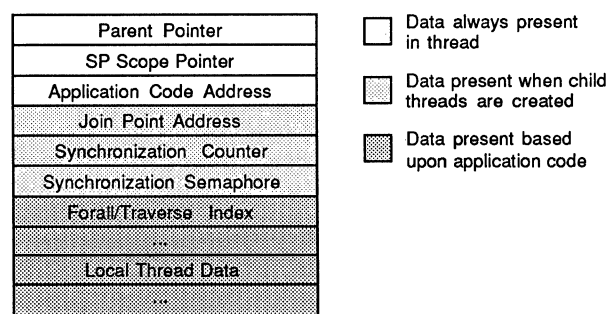 Parent Pointer
SP Scope Pointer
Application Code Address
Join Point Address
Synchronization Counter
Synchronization Semaphore
Forall/Traverse Index
...
Local Thread Data
...
Data always present
in thread
Data present when child
threads are created
Data present based
upon application code